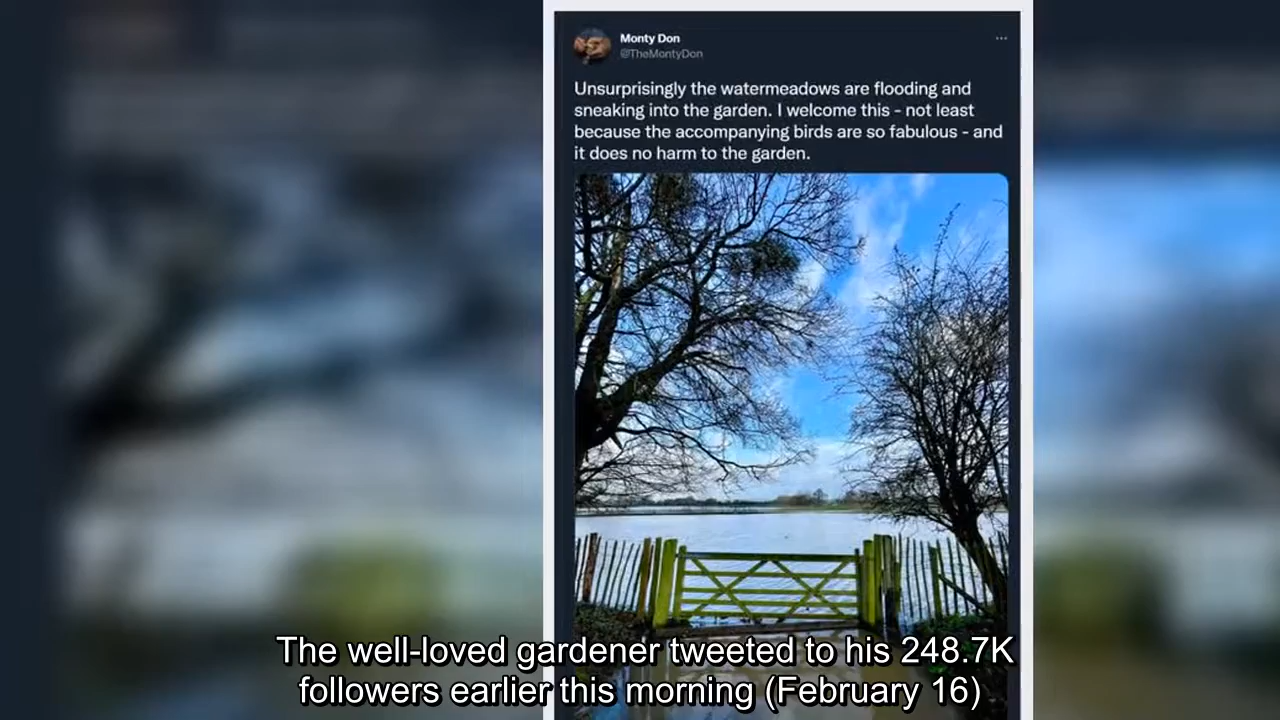 Monty Don
@TheMontyDon
Unsurprisingly the watermeadows are flooding and
sneaking into the garden. I welcome this - not least
because the accompanying birds are so fabulous - and
it does no harm to the garden.
The well-loved gardener tweeted to his 248.7K
followers earlier this morning (February 16)